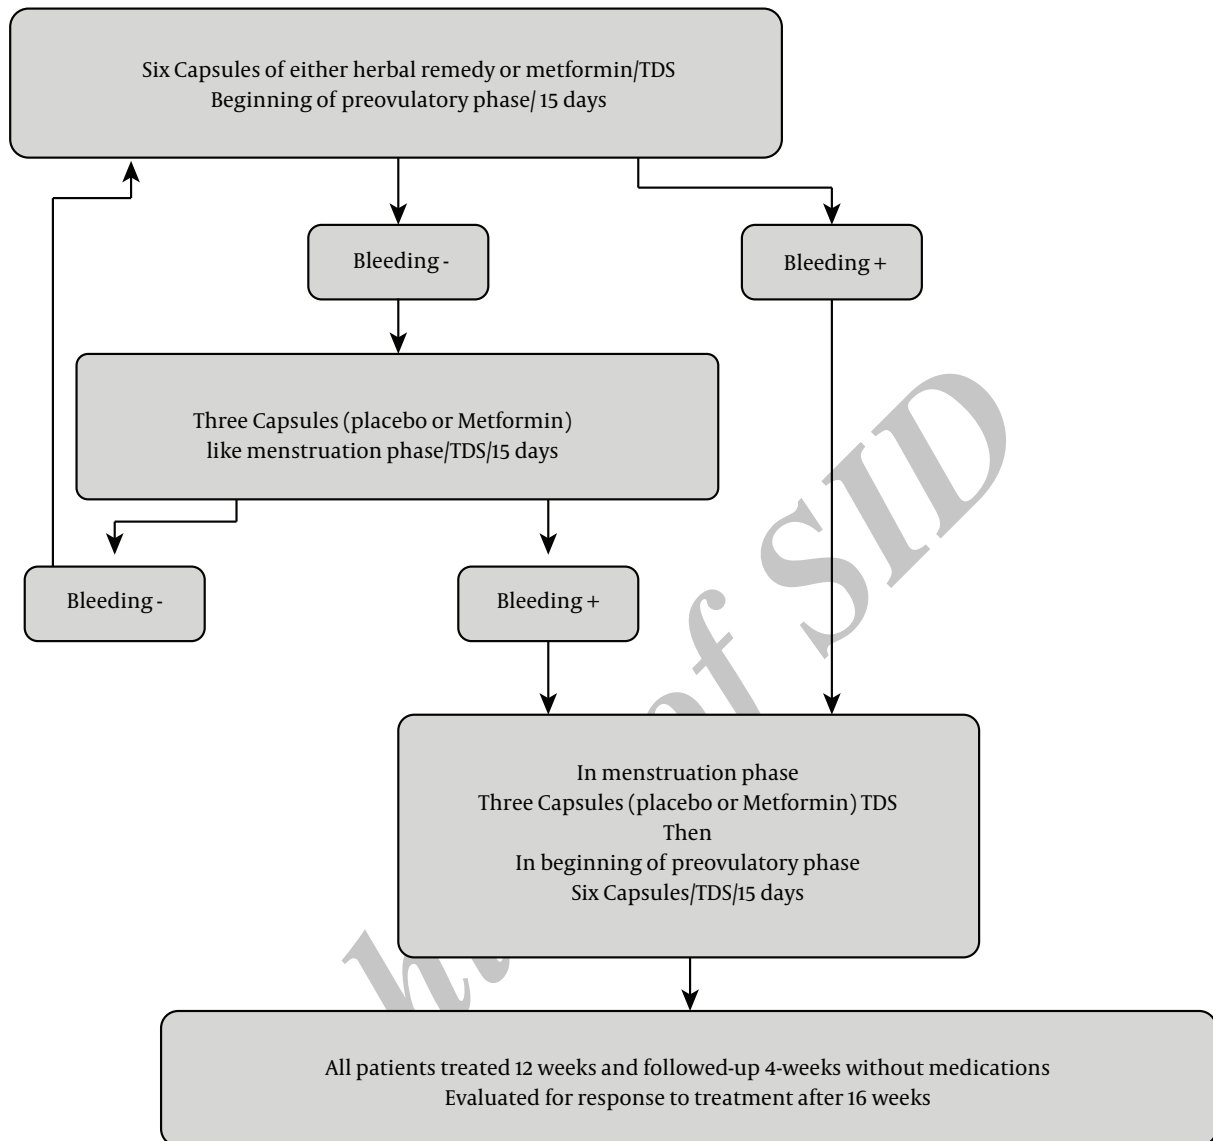 Six Capsules of either herbal remedy or metformin/TDS
Beginning of preovulatory phase/ 15 days
Bleeding -
Bleeding +
Three Capsules (placebo or Metformin)
like menstruation phase/TDS/15 days
Bleeding -
Bleeding +
In menstruation phase
Three Capsules (placebo or Metformin) TDS
Then
In beginning of preovulatory phase
Six Capsules/TDS/15 days
All patients treated 12 weeks and followed-up 4-weeks without medications
Evaluated for response to treatment after 16 weeks
of SID